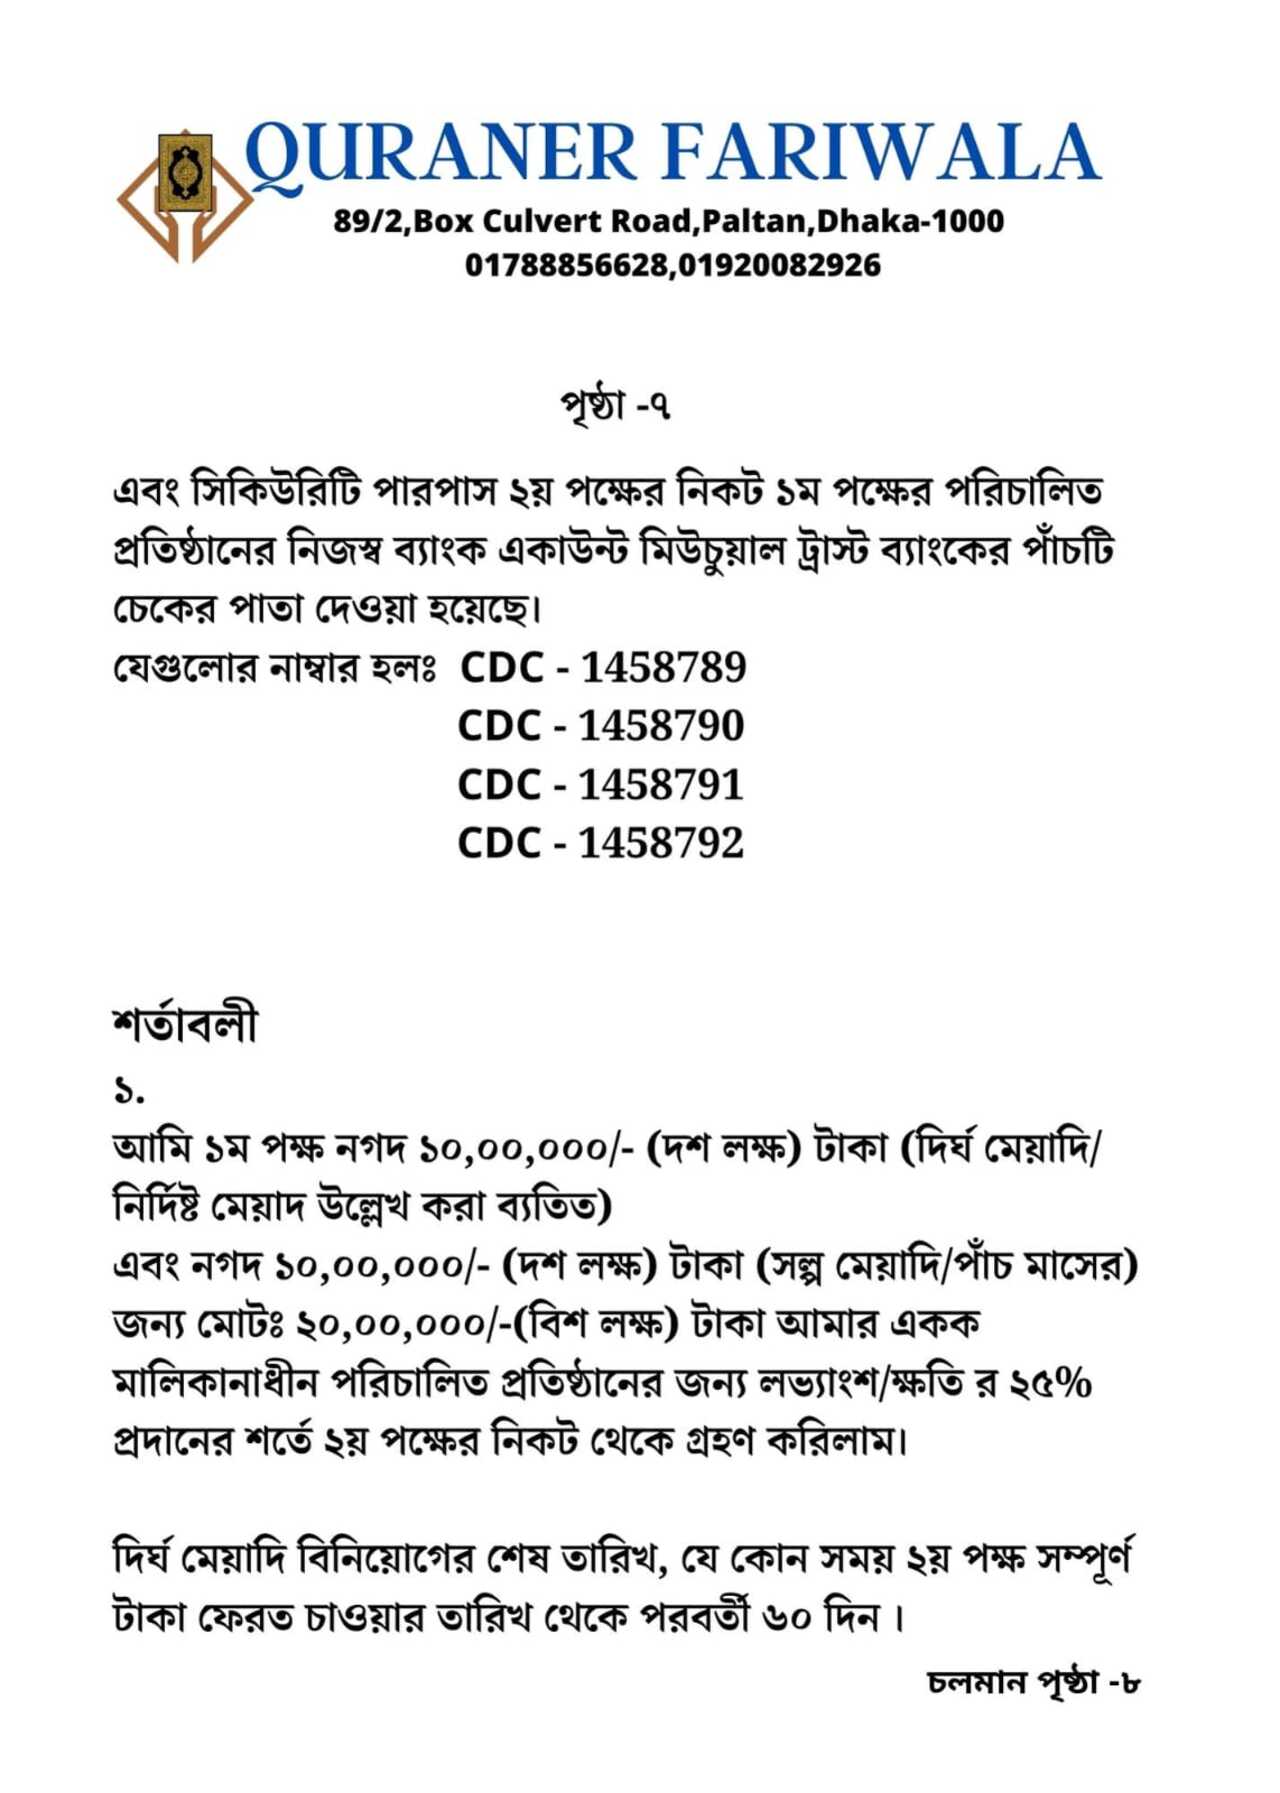 QURANER FARIWALA
89/2,Box Culvert Road,Paltan,Dhaka-1000
01788856628,01920082926
পৃষ্ঠা -৭
এবং সিকিউরিটি পারপাস ২য় পক্ষের নিকট ১ম পক্ষের পরিচালিত
প্রতিষ্ঠানের নিজস্ব ব্যাংক একাউন্ট মিউচুয়াল ট্রাস্ট ব্যাংকের পাঁচটি
চেকের পাতা দেওয়া হয়েছে।
যেগুলোর নাম্বার হলঃ CDC - 1458789
CDC - 1458790
CDC - 1458791
CDC - 1458792
শর্তাবলী
১.
আমি ১ম পক্ষ নগদ ১০,০০,০০০/- (দশ লক্ষ) টাকা (দির্ঘ মেয়াদি/
নির্দিষ্ট মেয়াদ উল্লেখ করা ব্যতিত)
এবং নগদ ১০,০০,০০০/- (দশ লক্ষ) টাকা (সল্প মেয়াদি/পাঁচ মাসের)
জন্য মোটঃ ২০,০০,০০০/-(বিশ লক্ষ) টাকা আমার একক
মালিকানাধীন পরিচালিত প্রতিষ্ঠানের জন্য লভ্যাংশ/ক্ষতি র ২৫%
প্রদানের শর্তে ২য় পক্ষের নিকট থেকে গ্রহণ করিলাম।
দির্ঘ মেয়াদি বিনিয়োগের শেষ তারিখ, যে কোন সময় ২য় পক্ষ সম্পূর্ণ
টাকা ফেরত চাওয়ার তারিখ থেকে পরবর্তী ৬০ দিন ।
চলমান পৃষ্ঠা -৮